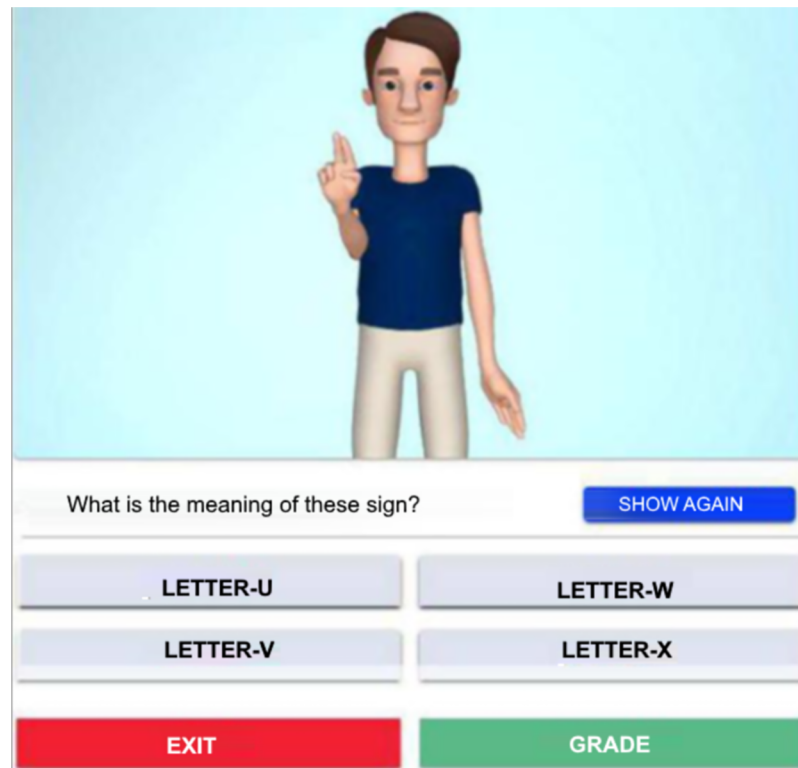 What is the meaning of these sign?
SHOW AGAIN
LETTER-U
LETTER-W
LETTER-V
LETTER-X
EXIT
GRADE